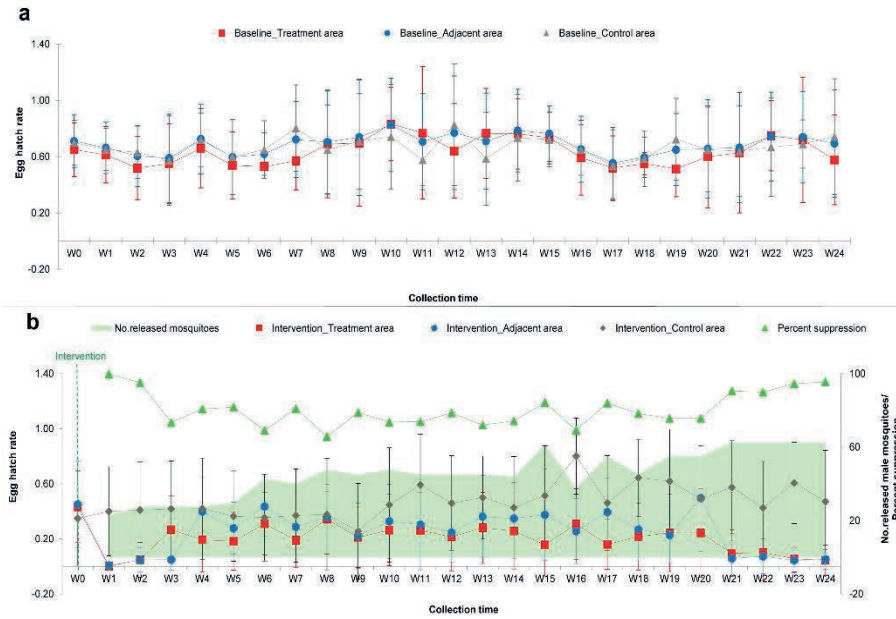 a
Baseline_Treatment area Baseline_Adjacent area Baseline_Control area
1.40
1.00
0.60
0.20
-0.20
Egg hatch rate
W0 W1 W2 W3 W4 W5 W6 W7 W8 W9 W10 W11 W12 W13 W14 W15 W16 W17 W18 W19 W20 W21 W22 W23 W24
Collection time
b
No.released mosquitoes Intervention_Treatment area Intervention_Adjacent area Intervention_Control area Percent suppression
Intervention
1.40
1.00
0.60
0.20
-0.20
Egg hatch rate
100
60
20
-20
No.released male mosquitoes/
Percent suppression
W0 W1 W2 W3 W4 W5 W6 W7 W8 W9 W10 W11 W12 W13 W14 W15 W16 W17 W18 W19 W20 W21 W22 W23 W24
Collection time